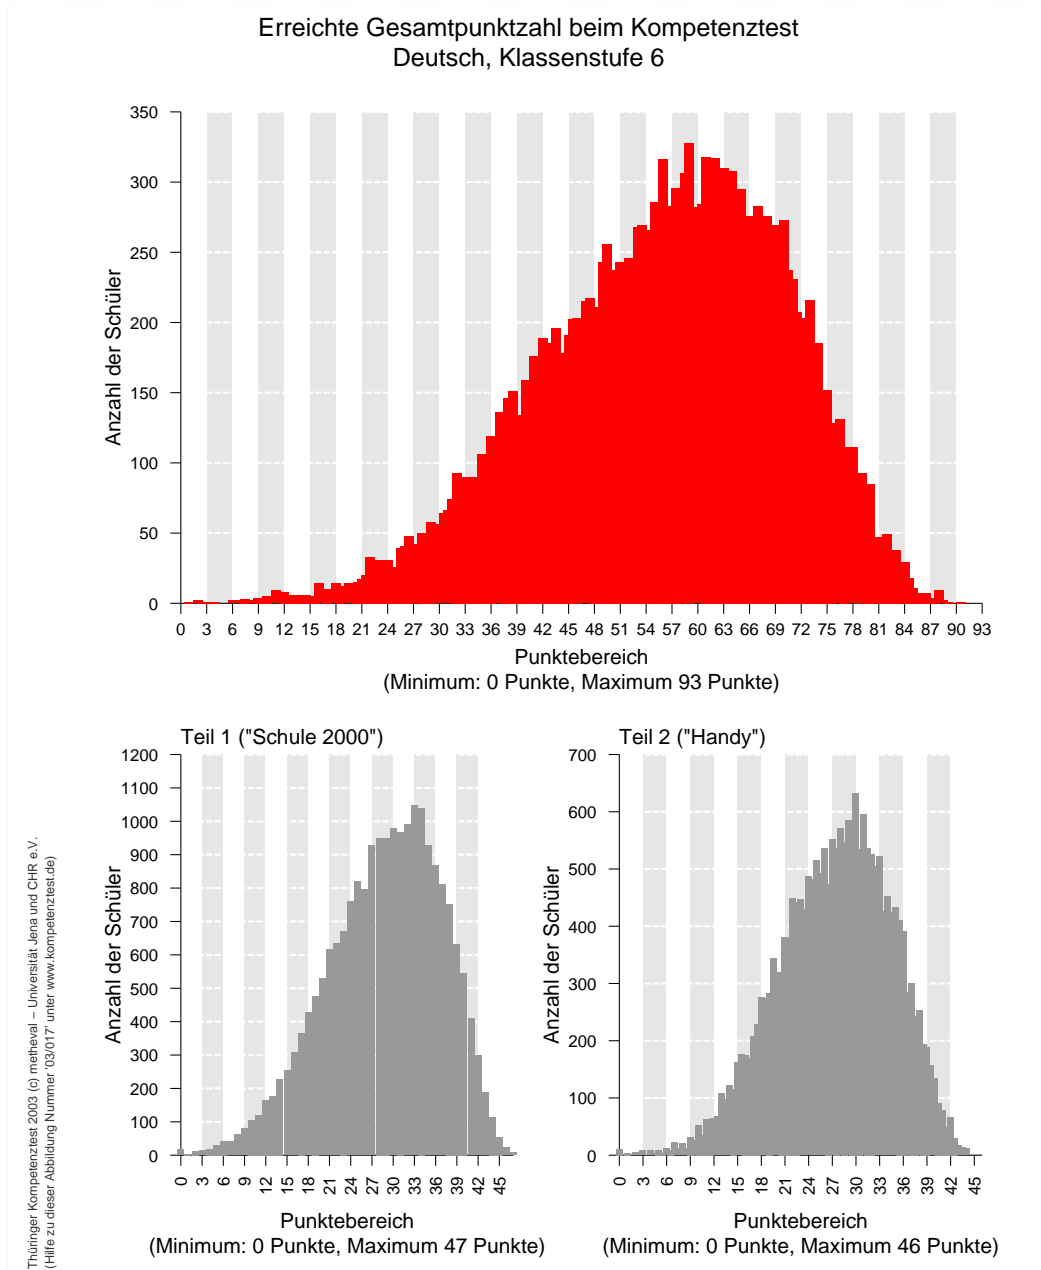 Erreichte Gesamtpunktzahl beim Kompetenztest
Deutsch, Klassenstufe 6
350
300
250
200
150
100
50
0
Anzahl der Schüler
0 3 6 9 12 15 18 21 24 27 30 33 36 39 42 45 48 51 54 57 60 63 66 69 72 75 78 81 84 87 90 93
Punktebereich
(Minimum: 0 Punkte, Maximum 93 Punkte)
Teil 1 ("Schule 2000")
1200
1100
1000
900
800
700
600
500
400
300
200
100
0
Anzahl der Schüler
0 3 6 9 12 15 18 21 24 27 30 33 36 39 42 45
Punktebereich
(Minimum: 0 Punkte, Maximum 47 Punkte)
Teil 2 ("Handy")
700
600
500
400
300
200
100
0
Anzahl der Schüler
0 3 6 9 12 15 18 21 24 27 30 33 36 39 42 45
Punktebereich
(Minimum: 0 Punkte, Maximum 46 Punkte)
Thüringer Kompetenztest 2003 (c) metheval – Universität Jena und CHR e.V.
(Hilfe zu dieser Abbildung Nummer '03/017' unter www.kompetenztest.de)